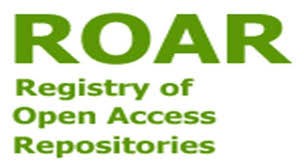 ROAR
Registry of
Open Access
Repositories